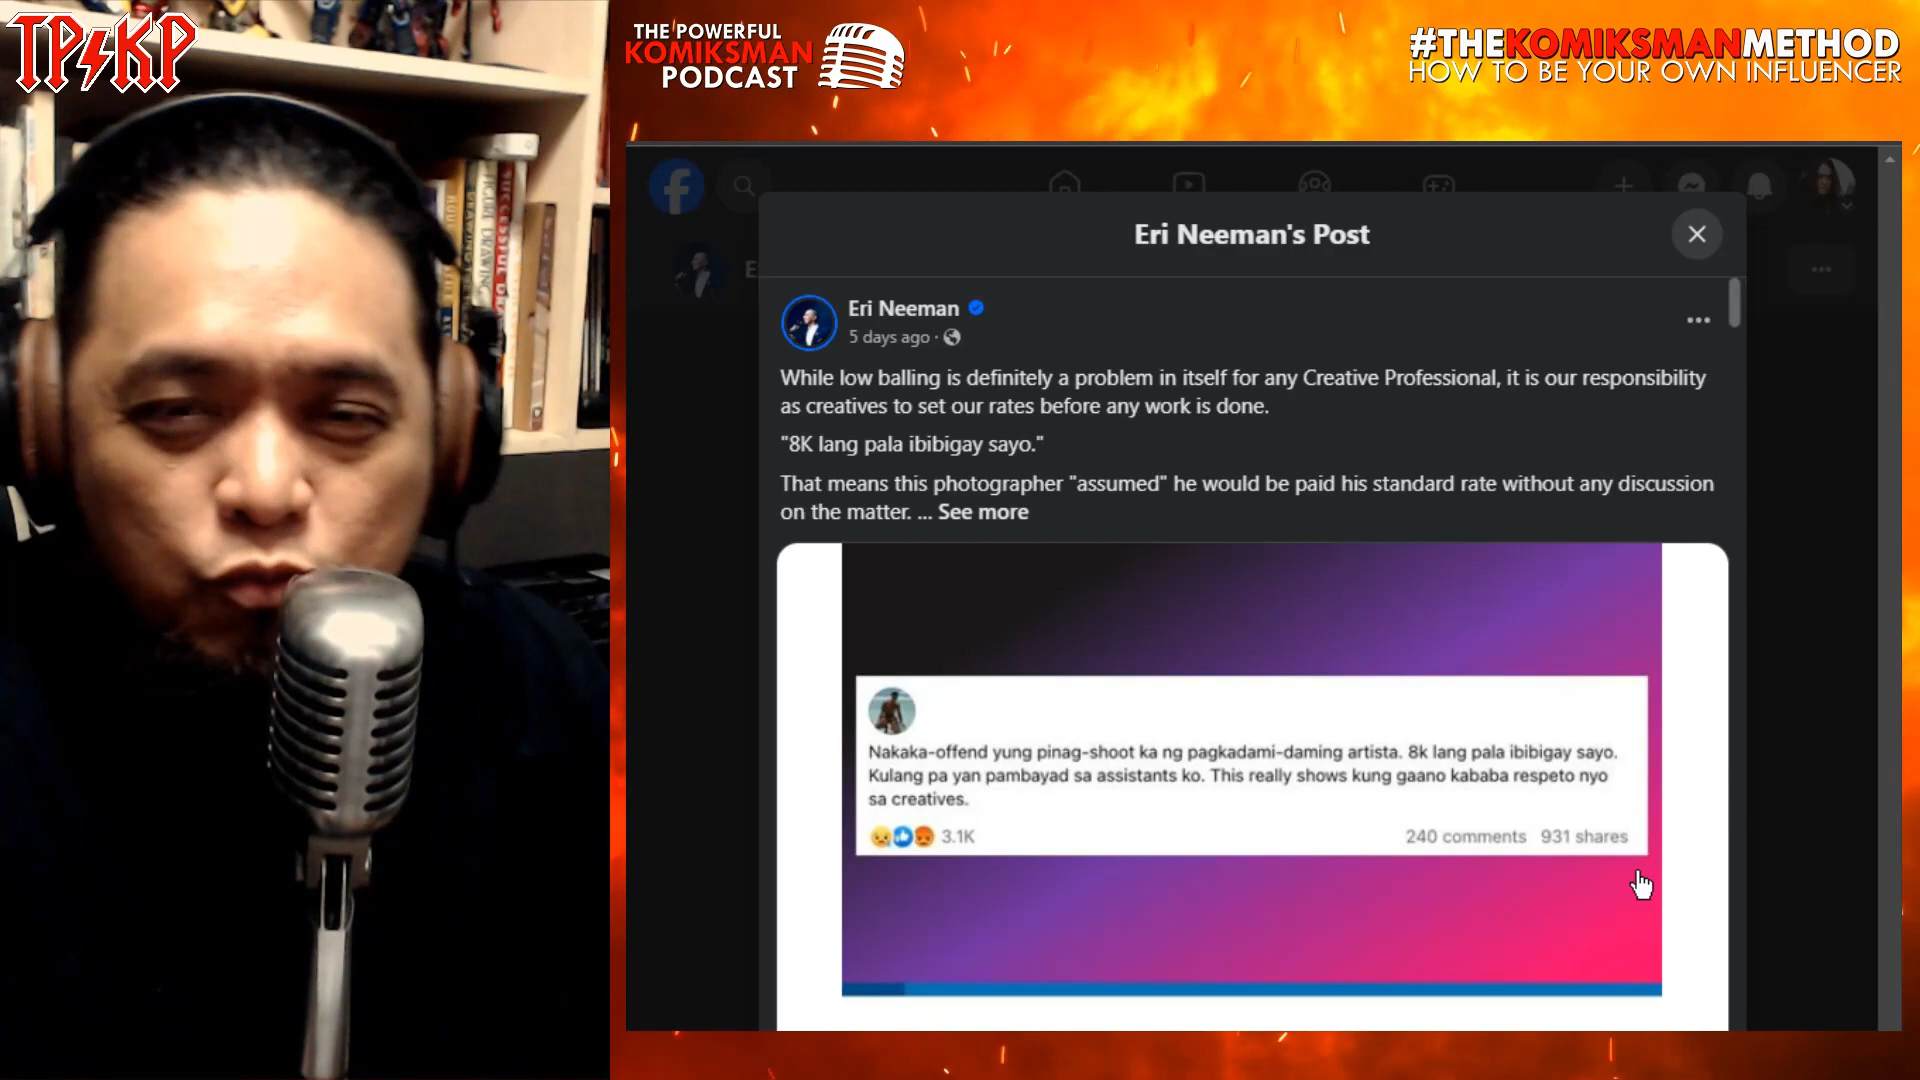 TPKP
THE POWERFUL
KOMIKSMAN
PODCAST
#THEKOMIKSMANMETHOD
HOW TO BE YOUR OWN INFLUENCER
FIGURE DRAWING
SUCCESSFUL
Eri Neeman's Post
E
Eri Neeman
5 days ago ·
While low balling is definitely a problem in itself for any Creative Professional, it is our responsibility
as creatives to set our rates before any work is done.
"8K lang pala ibibigay sayo."
That means this photographer "assumed" he would be paid his standard rate without any discussion
on the matter. ... See more
Nakaka-offend yung pinag-shoot ka ng pagkadami-daming artista. 8k lang pala ibibigay sayo.
Kulang pa yan pambayad sa assistants ko. This really shows kung gaano kababa respeto nyo
sa creatives.
3.1K
240 comments 931 shares